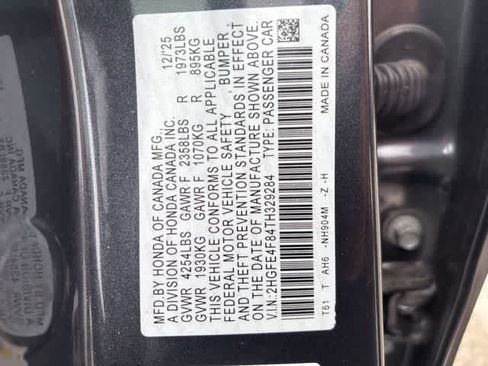 MFD.BY HONDA OF CANADA MFG., 12/25
A DIVISION OF HONDA CANADA INC.
GVWR 4254LBS GAWR F 2358LBS R 1973LBS
GVWR 1930KG GAWR F 1070KG R 895KG
THIS VEHICLE CONFORMS TO ALL APPLICABLE
FEDERAL MOTOR VEHICLE SAFETY, BUMPER,
AND THEFT PREVENTION STANDARDS IN EFFECT
ON THE DATE OF MANUFACTURE SHOWN ABOVE.
V.I.N: 2HGFE4F84TH329284 TYPE: PASSENGER CAR
T61 T AH6 -NH904M -Z -H MADE IN CANADA